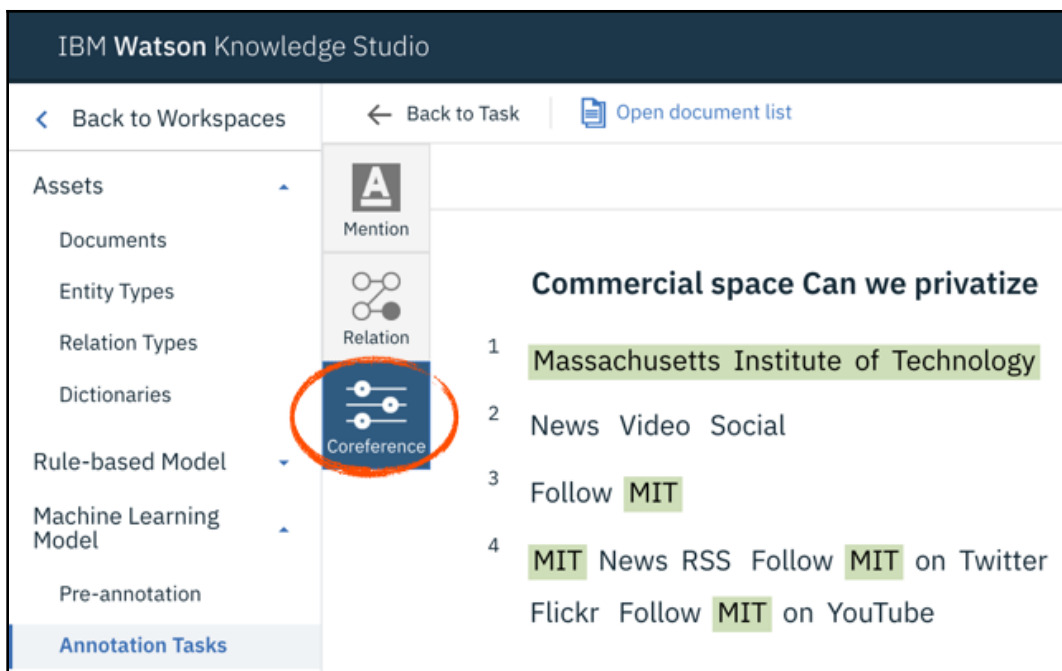 IBM Watson Knowledge Studio
Back to Workspaces
Back to Task
Open document list
Assets
Documents
Entity Types
Relation Types
Dictionaries
Rule-based Model
Machine Learning
Model
Pre-annotation
Annotation Tasks
Mention
Relation
Coreference
Commercial space Can we privatize
1 Massachusetts Institute of Technology
2 News Video Social
3 Follow MIT
4 MIT News RSS Follow MIT on Twitter
Flickr Follow MIT on YouTube